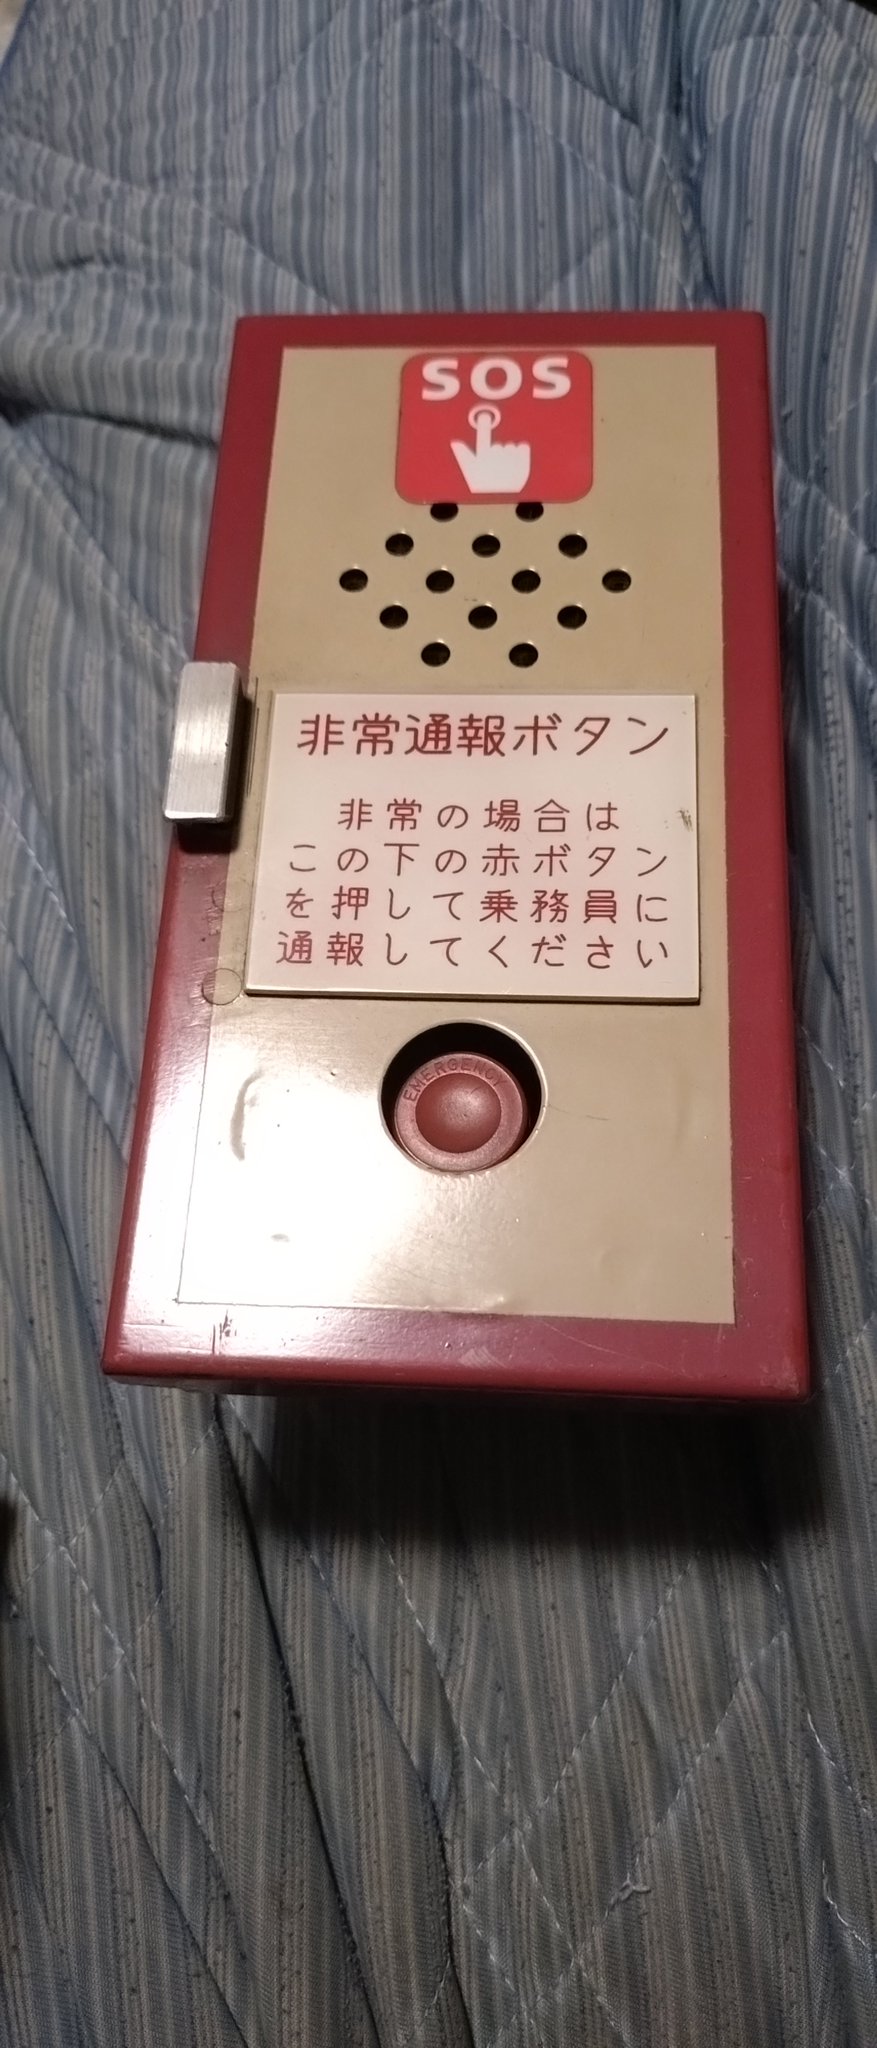 SOS
非常通報ボタン
非常の場合は
この下の赤ボタン
を押して乗務員に
通報してください
EMERGENCY